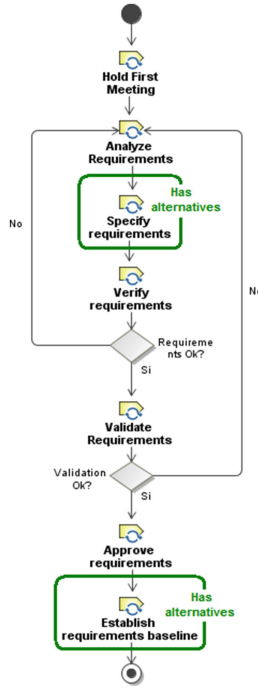 Hold First
Meeting
Analyze
Requirements
Has
alternatives
Specify
requirements
No
Verify
requirements
No
Requireme
nts Ok?
Si
Validate
Requirements
Validation
Ok?
Si
Approve
requirements
Has
alternatives
Establish
requirements baseline